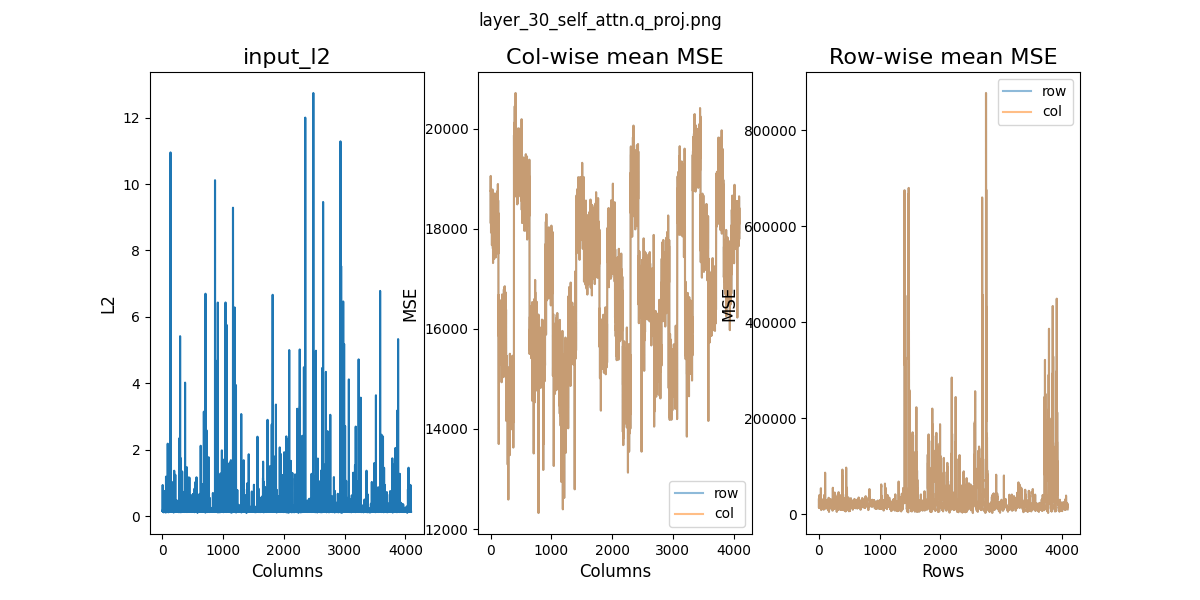 layer_30_self_attn.q_proj.png
input_l2
L2
12
10
8
6
4
2
0
0 1000 2000 3000 4000
Columns
Col-wise mean MSE
MSE
20000
18000
16000
14000
12000
row
col
0 1000 2000 3000 4000
Columns
Row-wise mean MSE
MSE
800000
600000
400000
200000
0
row
col
0 1000 2000 3000 4000
Rows